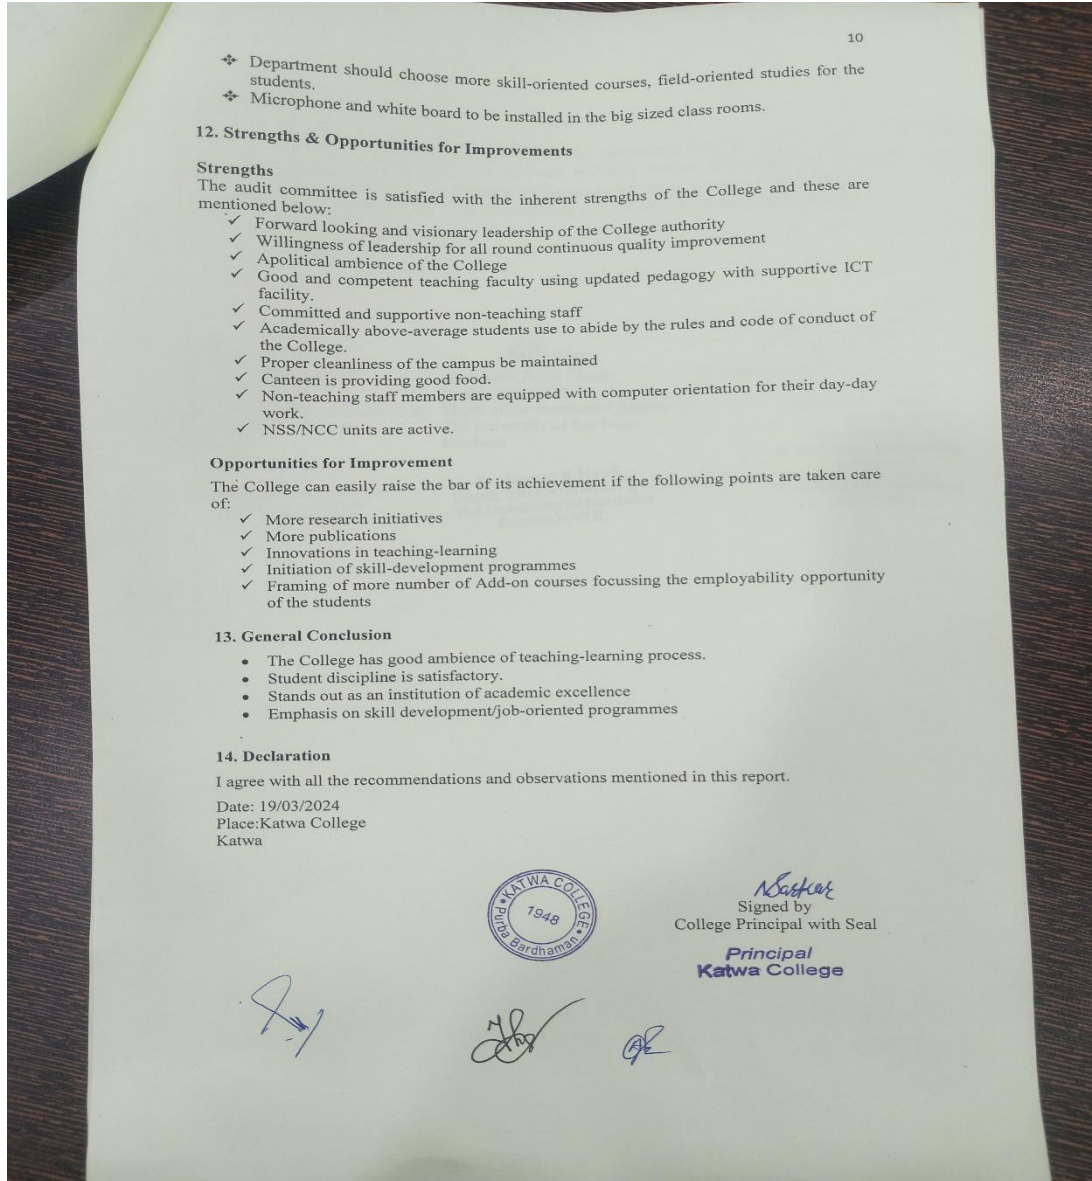 10
❖ Department should choose more skill-oriented courses, field-oriented studies for the
students.
❖ Microphone and white board to be installed in the big sized class rooms.
12. Strengths & Opportunities for Improvements
Strengths
The audit committee is satisfied with the inherent strengths of the College and these are
mentioned below:
✓ Forward looking and visionary leadership of the College authority
✓ Willingness of leadership for all round continuous quality improvement
✓ Apolitical ambience of the College
✓ Good and competent teaching faculty using updated pedagogy with supportive ICT
facility.
✓ Committed and supportive non-teaching staff
✓ Academically above-average students use to abide by the rules and code of conduct of
the College.
✓ Proper cleanliness of the campus be maintained
✓ Canteen is providing good food.
✓ Non-teaching staff members are equipped with computer orientation for their day-day
work.
✓ NSS/NCC units are active.
Opportunities for Improvement
The College can easily raise the bar of its achievement if the following points are taken care
of:
✓ More research initiatives
✓ More publications
✓ Innovations in teaching-learning
✓ Initiation of skill-development programmes
✓ Framing of more number of Add-on courses focussing the employability opportunity
of the students
13. General Conclusion
• The College has good ambience of teaching-learning process.
• Student discipline is satisfactory.
• Stands out as an institution of academic excellence
• Emphasis on skill development/job-oriented programmes
14. Declaration
I agree with all the recommendations and observations mentioned in this report.
Date: 19/03/2024
Place:Katwa College
Katwa
KATWA COLLEGE
1948
Purba Bardhaman
NSarkar
Signed by
College Principal with Seal
Principal
Katwa College